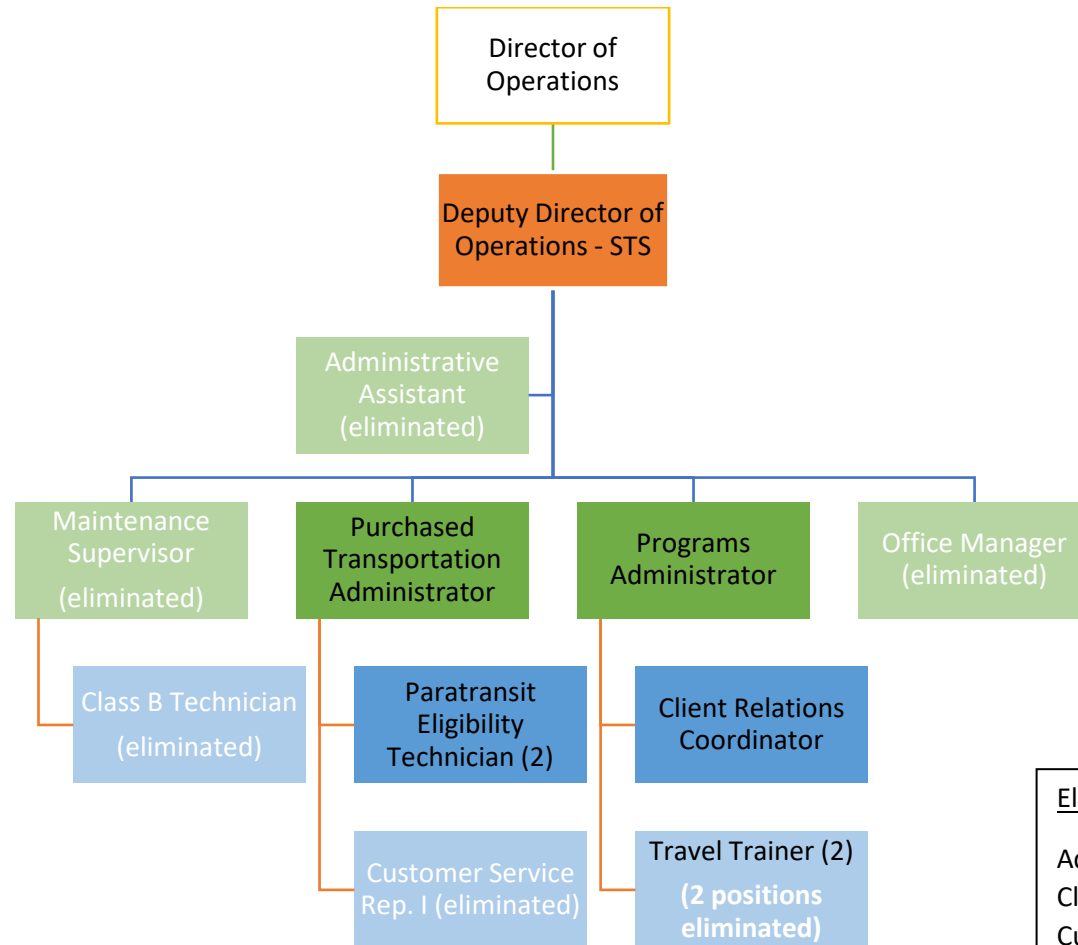 Director of
Operations
Deputy Director of
Operations - STS
Administrative
Assistant
(eliminated)
Maintenance
Supervisor
(eliminated)
Purchased
Transportation
Administrator
Programs
Administrator
Office Manager
(eliminated)
Class B Technician
(eliminated)
Paratransit
Eligibility
Technician (2)
Client Relations
Coordinator
Customer Service
Rep. I (eliminated)
Travel Trainer (2)
(2 positions
eliminated)